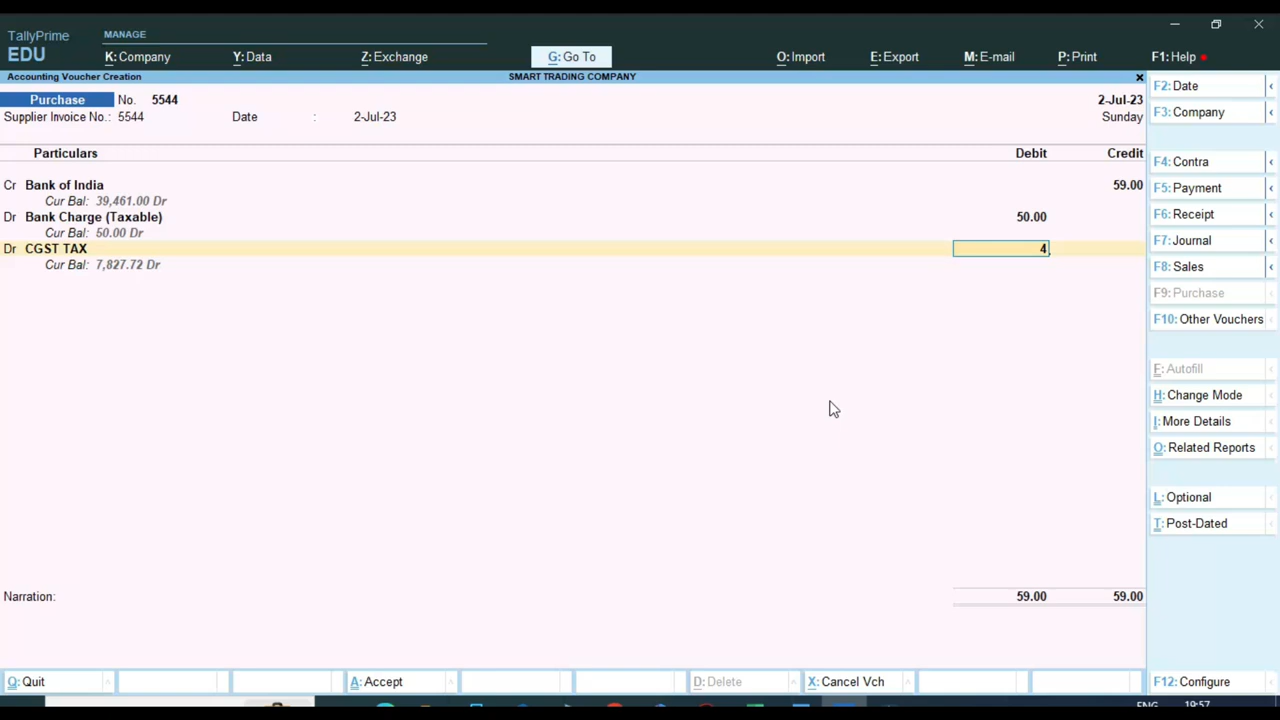 TallyPrime
EDU
MANAGE
K: Company
Y: Data
Z: Exchange
G: Go To
O: Import
E: Export
M: E-mail
P: Print
F1: Help
Accounting Voucher Creation
SMART TRADING COMPANY
×
Purchase No. 5544
2-Jul-23
Supplier Invoice No.: 5544 Date : 2-Jul-23
Sunday
Particulars Debit Credit
Cr Bank of India 59.00
Cur Bal: 39,461.00 Dr
Dr Bank Charge (Taxable) 50.00
Cur Bal: 50.00 Dr
Dr CGST TAX 4.
Cur Bal: 7,827.72 Dr
Narration: 59.00 59.00
F2: Date
F3: Company
F4: Contra
F5: Payment
F6: Receipt
F7: Journal
F8: Sales
F9: Purchase
F10: Other Vouchers
F: Autofill
H: Change Mode
I: More Details
O: Related Reports
L: Optional
T: Post-Dated
Q: Quit
A: Accept
D: Delete
X: Cancel Vch
F12: Configure
ENG
19:57